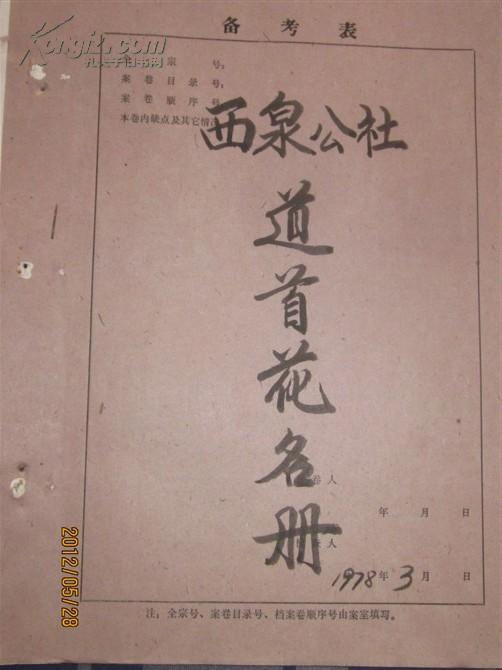 备考表
Kongfz.com
孔夫子旧书网
宗 号：
案卷目录号：
案卷顺序号
本卷内缺点及其它情况
西泉公社
道首花名册
卷人
年 月 日
人
1978年3月 日
注：全宗号、案卷目录号、档案卷顺序号由案室填写。
2012/05/28